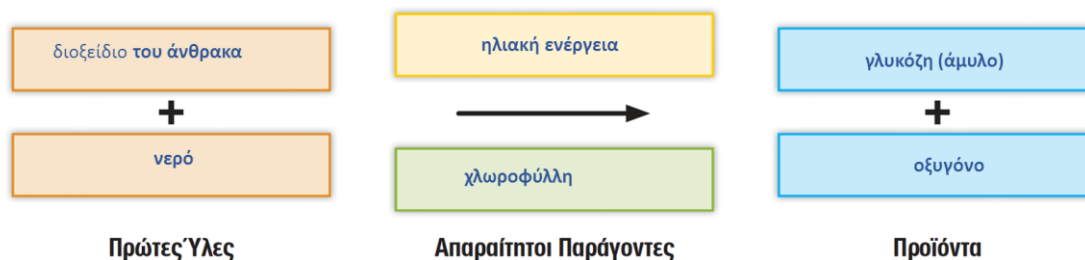 διοξείδιο του άνθρακα
+
νερό
Πρώτες Ύλες
ηλιακή ενέργεια
χλωροφύλλη
Απαραίτητοι Παράγοντες
γλυκόζη (άμυλο)
+
οξυγόνο
Προϊόντα